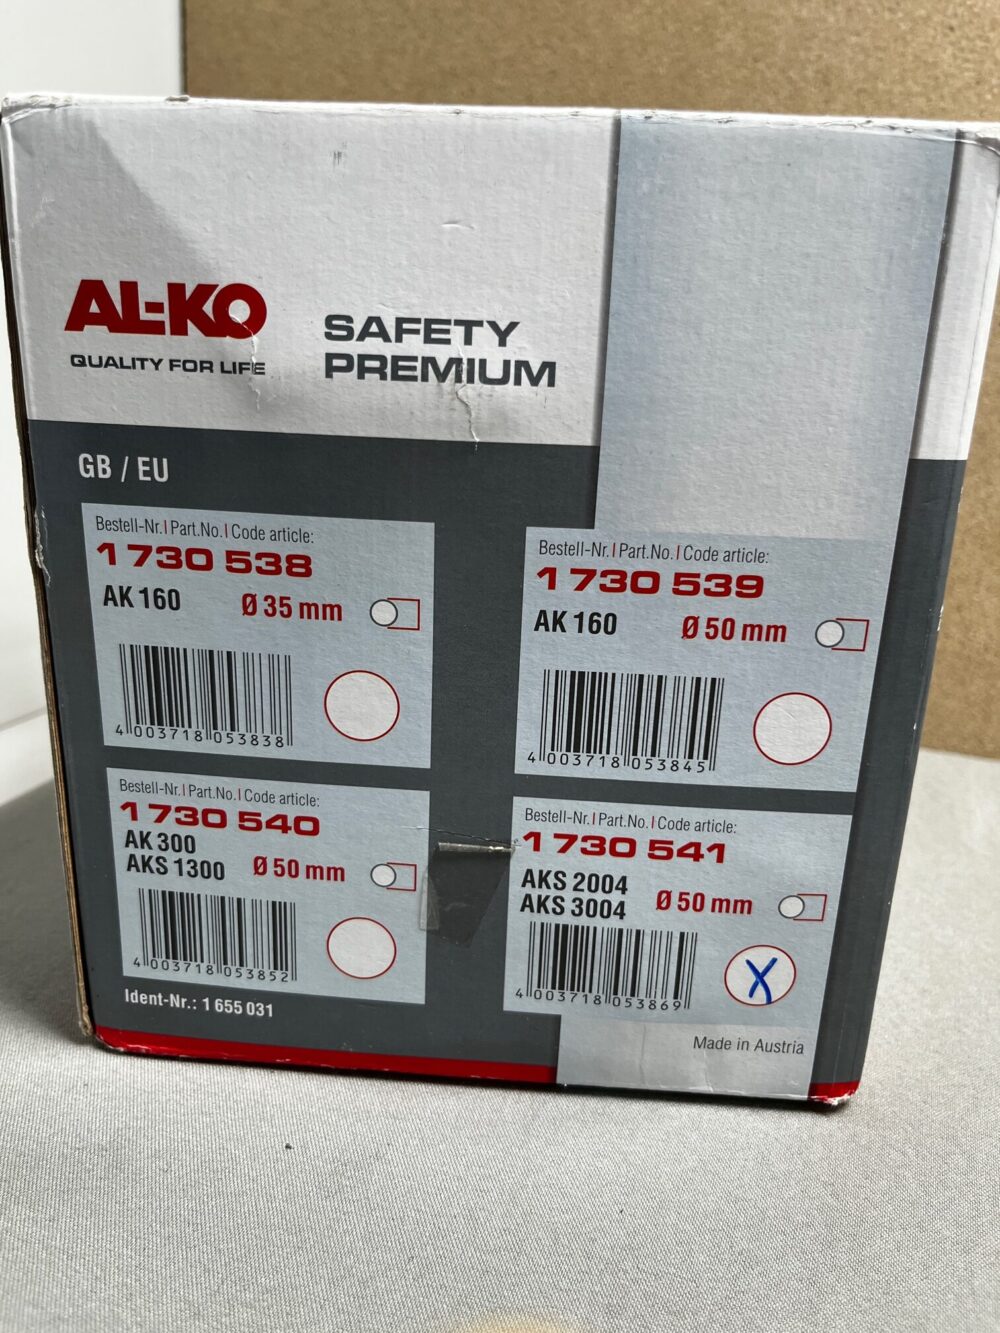 AL-KO
QUALITY FOR LIFE
SAFETY
PREMIUM
GB / EU
Bestell-Nr. | Part.No. | Code article:
1 730 538
AK 160 Ø 35 mm
4 003718 053838
Bestell-Nr. | Part.No. | Code article:
1 730 539
AK 160 Ø 50 mm
4 003718 053845
Bestell-Nr. | Part.No. | Code article:
1 730 540
AK 300
AKS 1300 Ø 50 mm
4 003718 053852
Bestell-Nr. | Part.No. | Code article:
1 730 541
AKS 2004
AKS 3004 Ø 50 mm
4 003718 053869
X
Ident-Nr.: 1 655 031
Made in Austria